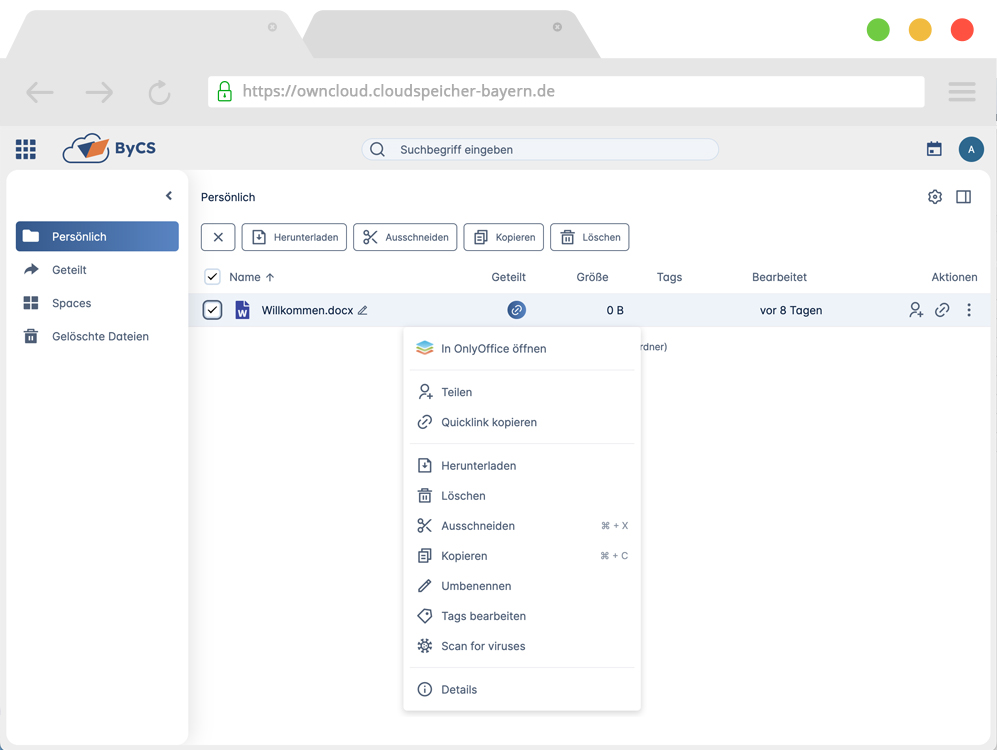 https://owncloud.cloudspeicher-bayern.de
ByCS
Suchbegriff eingeben
A
Persönlich
Geteilt
Spaces
Gelöschte Dateien
Persönlich
Herunterladen Ausschneiden Kopieren Löschen
Name Geteilt Größe Tags Bearbeitet Aktionen
W Willkommen.docx 0 B vor 8 Tagen
rdner)
In OnlyOffice öffnen
Teilen
Quicklink kopieren
Herunterladen
Löschen
Ausschneiden ⌘ + X
Kopieren ⌘ + C
Umbenennen
Tags bearbeiten
Scan for viruses
Details